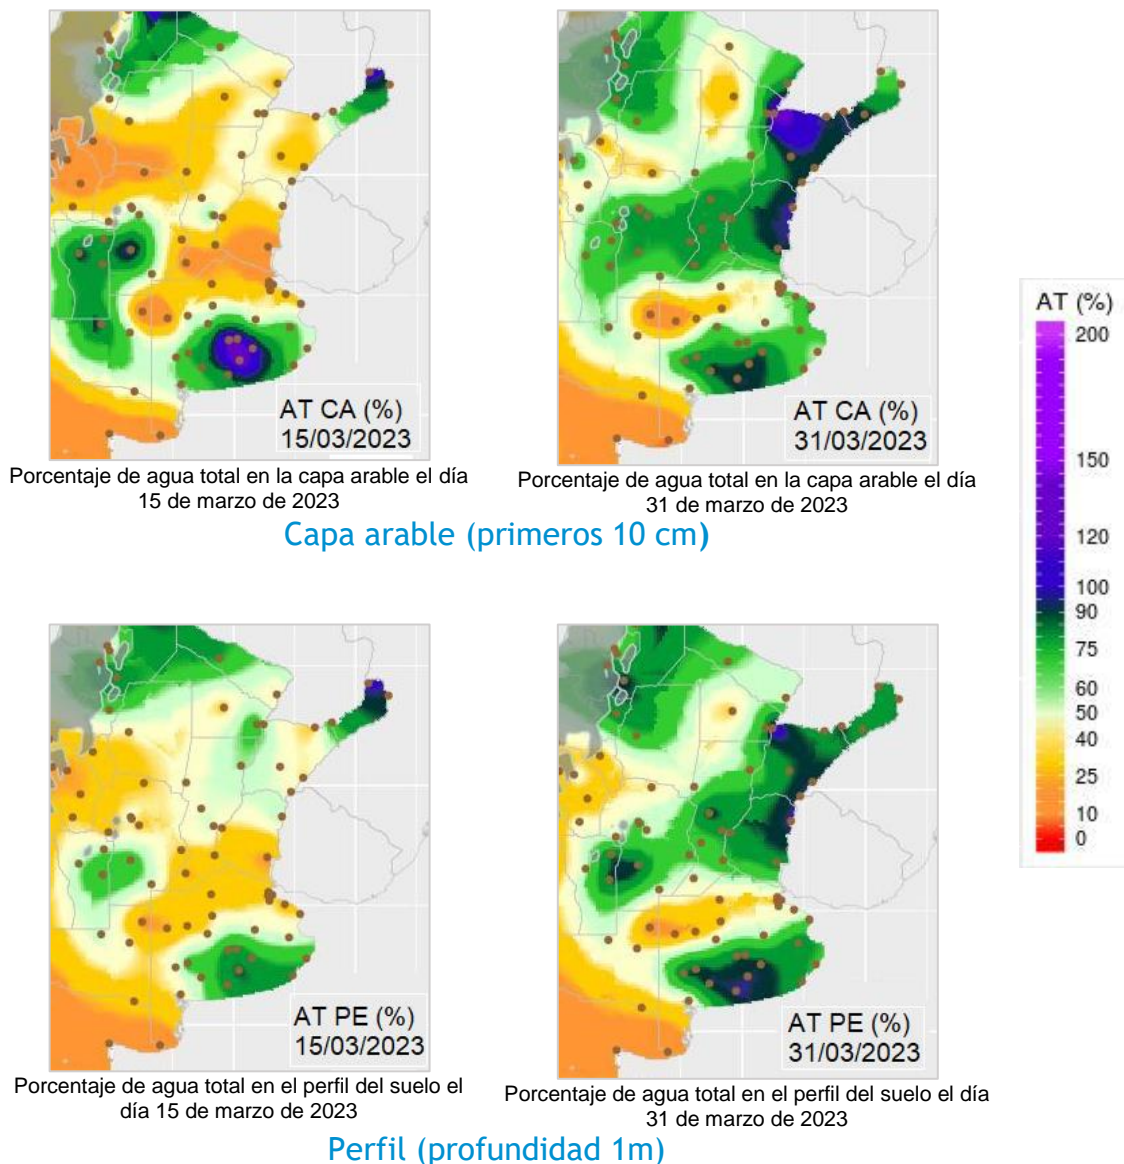 AT CA (%)
15/03/2023
AT CA (%)
31/03/2023
Porcentaje de agua total en la capa arable el día
15 de marzo de 2023
Porcentaje de agua total en la capa arable el día
31 de marzo de 2023
Capa arable (primeros 10 cm)
AT (%)
200
150
120
100
90
75
60
50
40
25
10
0
AT PE (%)
15/03/2023
AT PE (%)
31/03/2023
Porcentaje de agua total en el perfil del suelo el
día 15 de marzo de 2023
Porcentaje de agua total en el perfil del suelo el día
31 de marzo de 2023
Perfil (profundidad 1m)